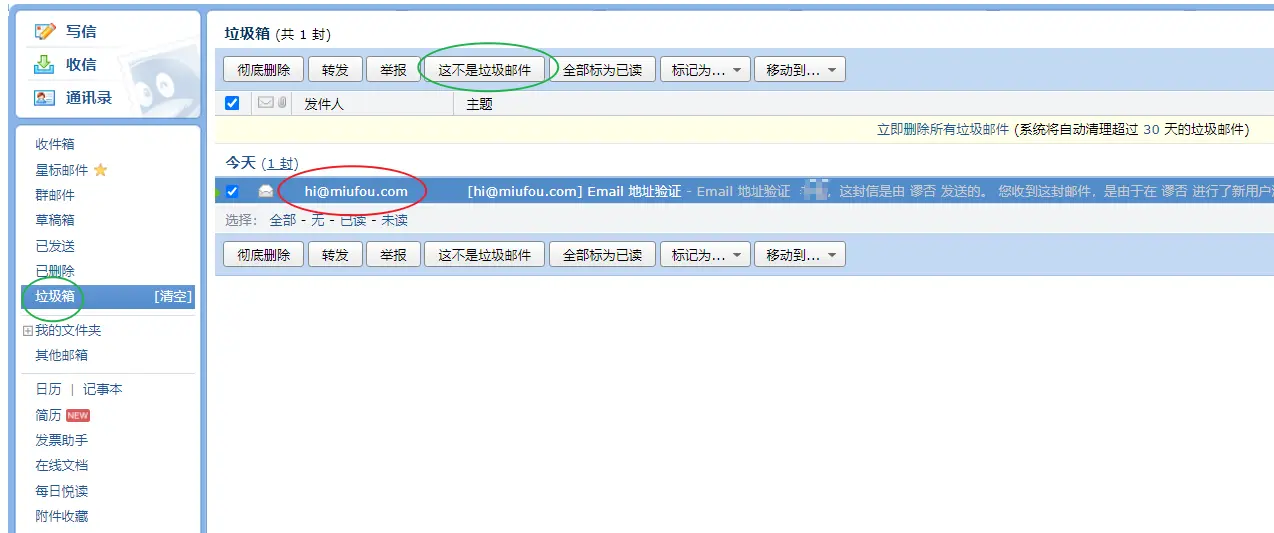 写信
收信
通讯录
收件箱
星标邮件
群邮件
草稿箱
已发送
已删除
垃圾箱 [清空]
我的文件夹
其他邮箱
日历 | 记事本
简历 NEW
发票助手
在线文档
每日悦读
附件收藏
垃圾箱 (共 1 封)
彻底删除 转发 举报 这不是垃圾邮件 全部标为已读 标记为... 移动到...
发件人 主题
立即删除所有垃圾邮件 (系统将自动清理超过 30 天的垃圾邮件)
今天 (1 封)
hi@miufou.com [hi@miufou.com] Email 地址验证 - Email 地址验证 ，这封信是由 谬否 发送的。 您收到这封邮件，是由于在 谬否 进行了新用户
选择： 全部 - 无 - 已读 - 未读
彻底删除 转发 举报 这不是垃圾邮件 全部标为已读 标记为... 移动到...